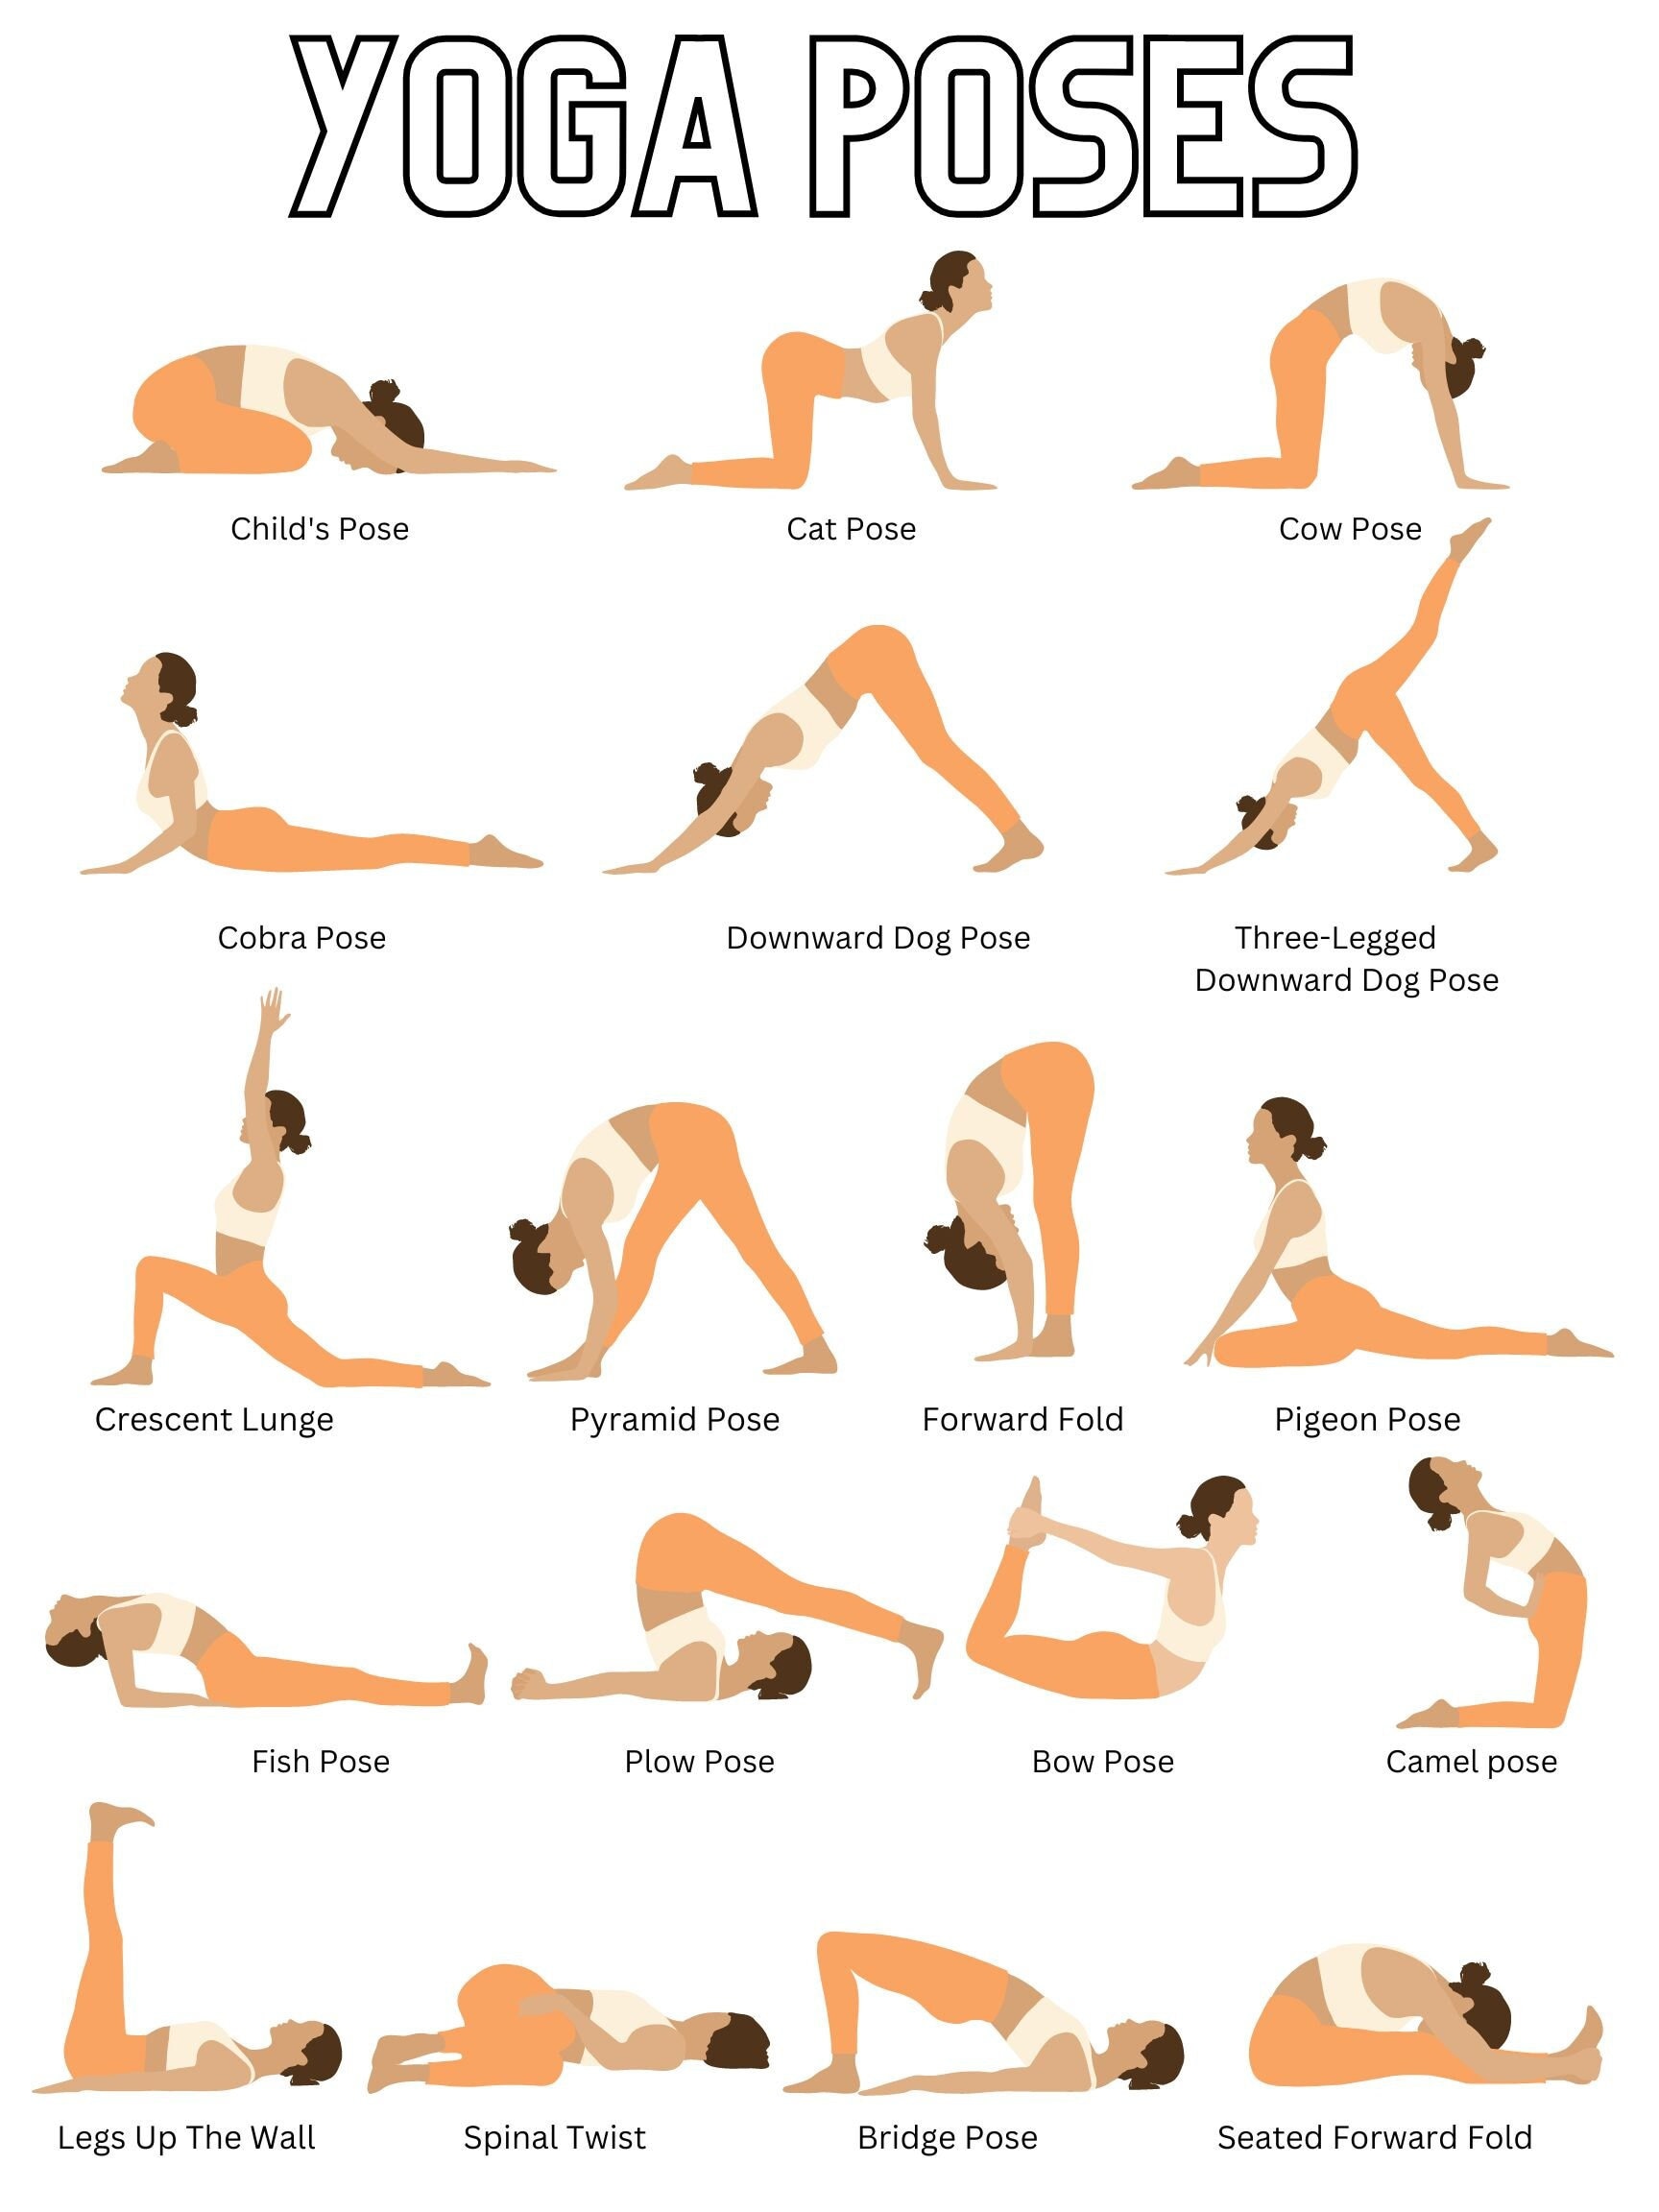 YOGA POSES
Child's Pose
Cat Pose
Cow Pose
Cobra Pose
Downward Dog Pose
Three-Legged
Downward Dog Pose
Crescent Lunge
Pyramid Pose
Forward Fold
Pigeon Pose
Fish Pose
Plow Pose
Bow Pose
Camel pose
Legs Up The Wall
Spinal Twist
Bridge Pose
Seated Forward Fold